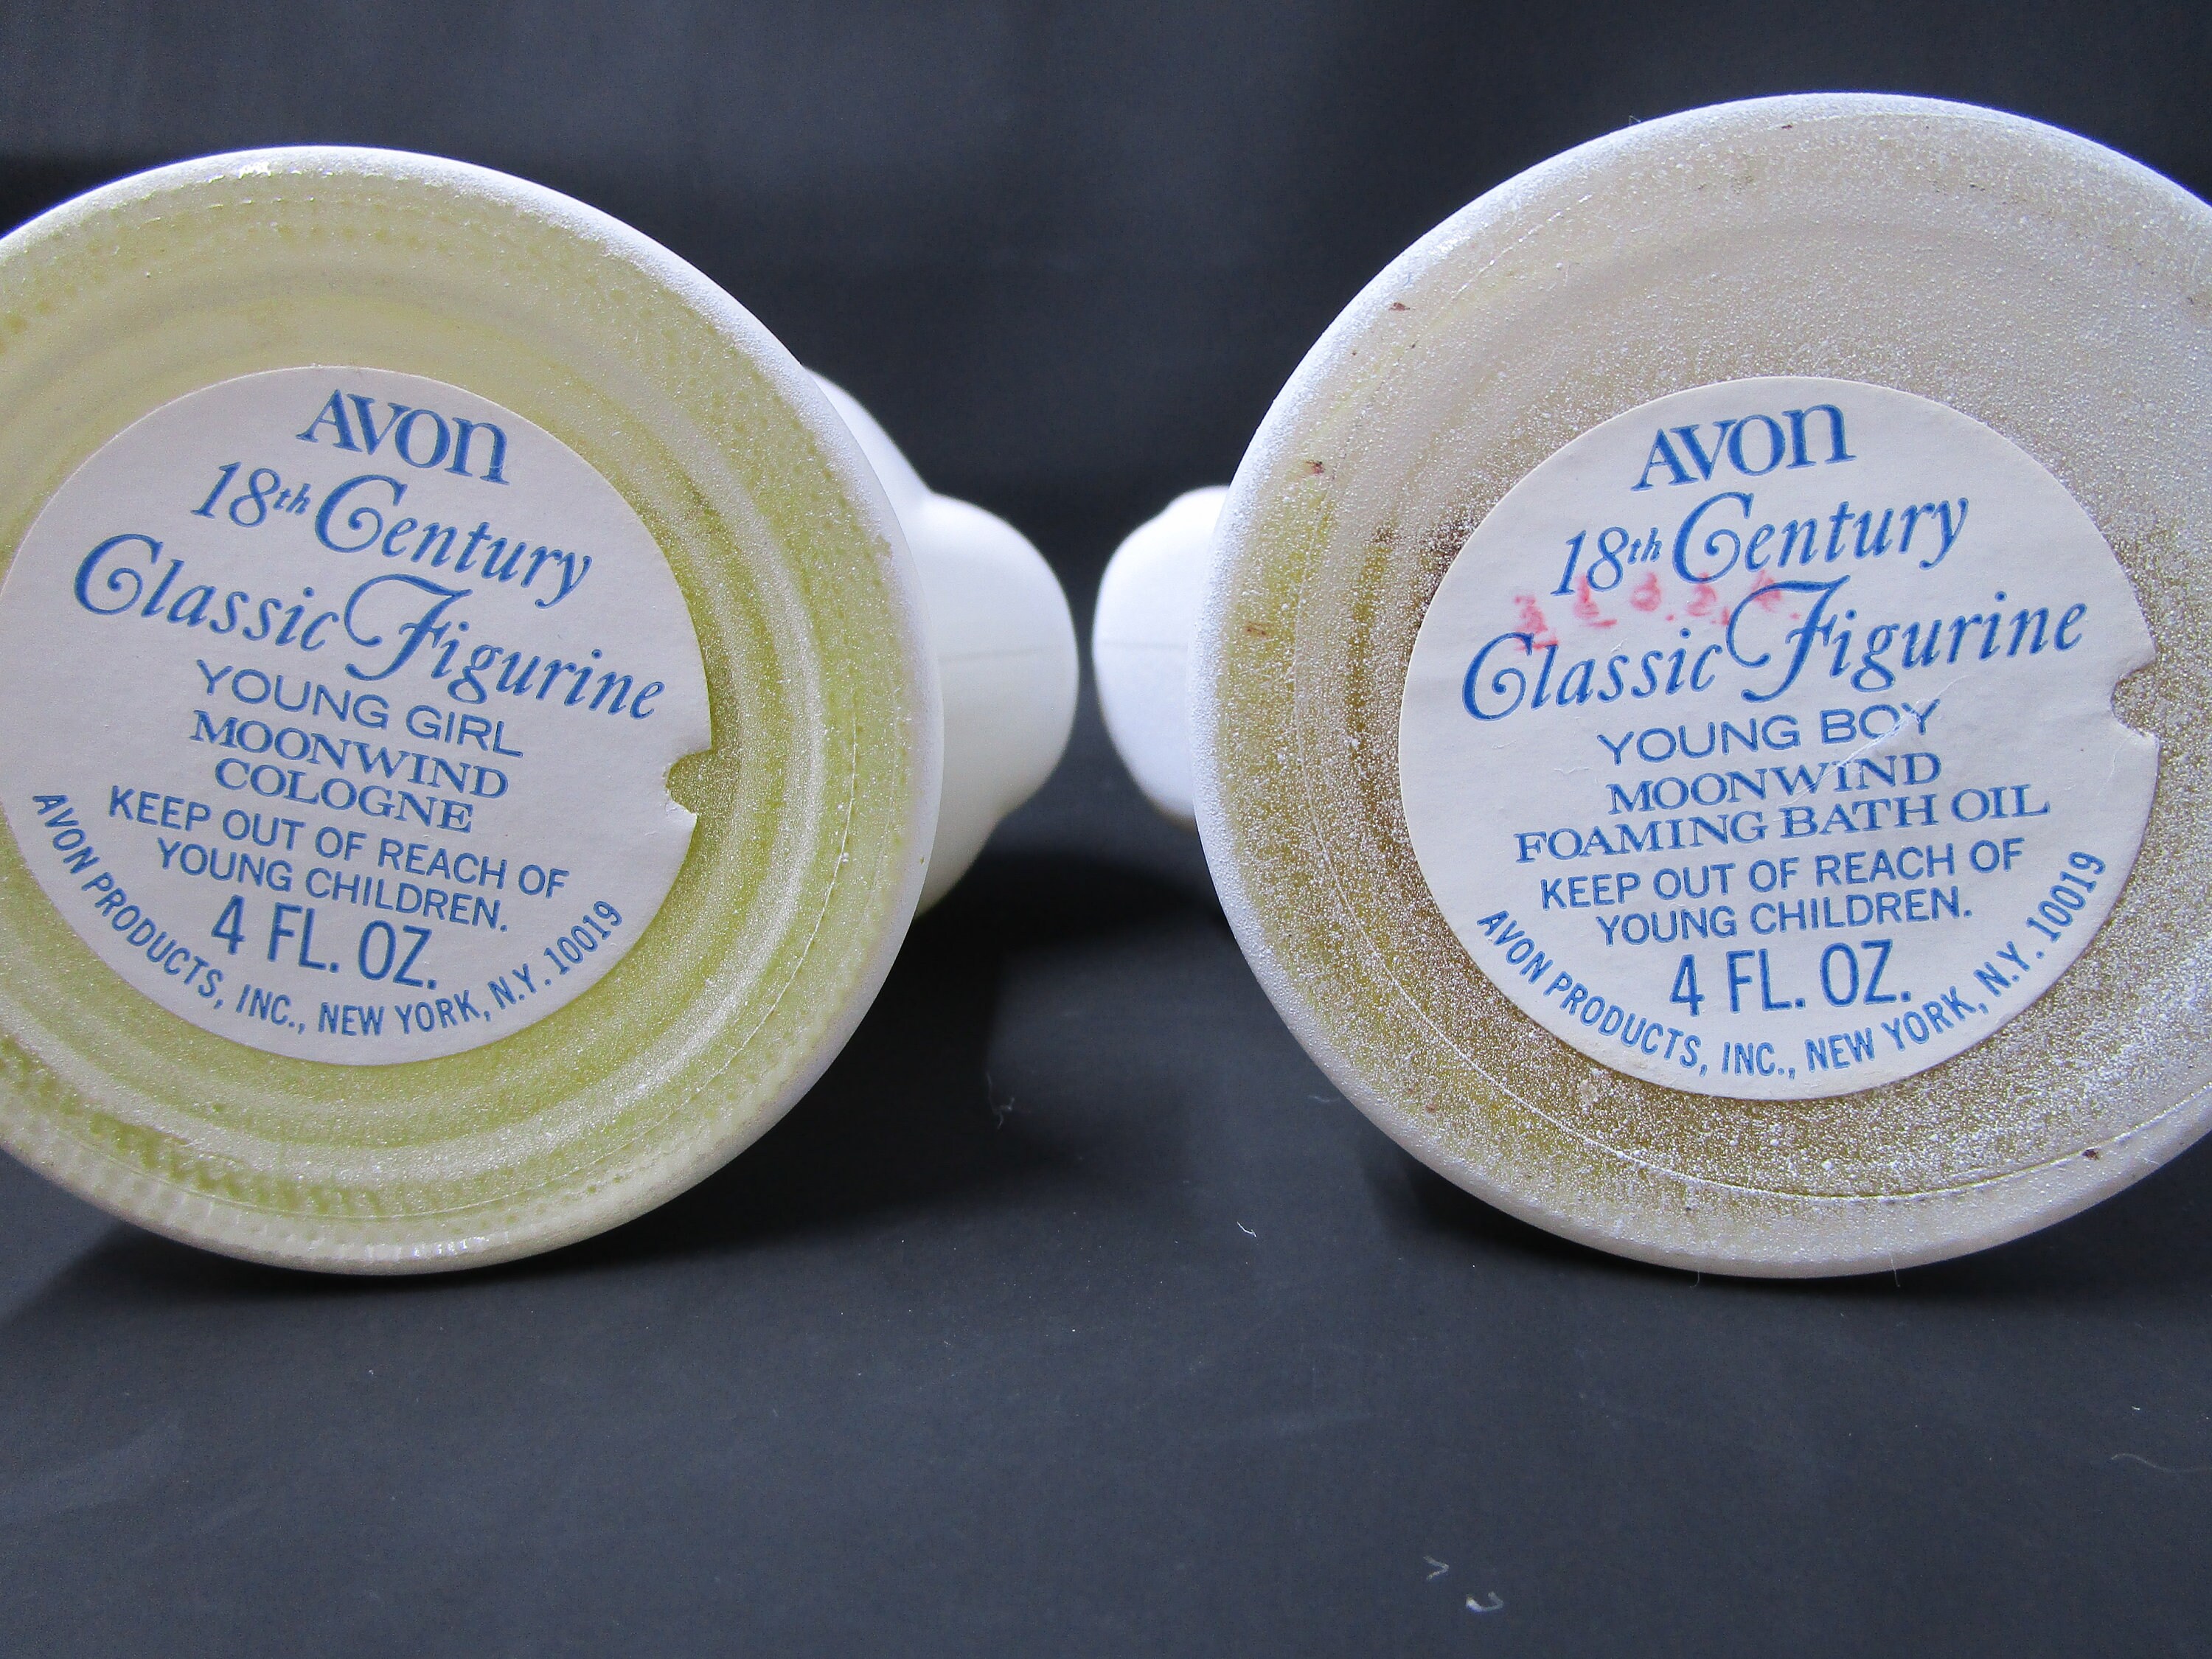 AVON
18th Century
Classic Figurine
YOUNG GIRL
MOONWIND
COLOGNE
KEEP OUT OF REACH OF
YOUNG CHILDREN.
4 FL. OZ.
AVON PRODUCTS, INC., NEW YORK, N.Y. 10019
AVON
18th Century
Classic Figurine
YOUNG BOY
MOONWIND
FOAMING BATH OIL
KEEP OUT OF REACH OF
YOUNG CHILDREN.
4 FL. OZ.
AVON PRODUCTS, INC., NEW YORK, N.Y. 10019